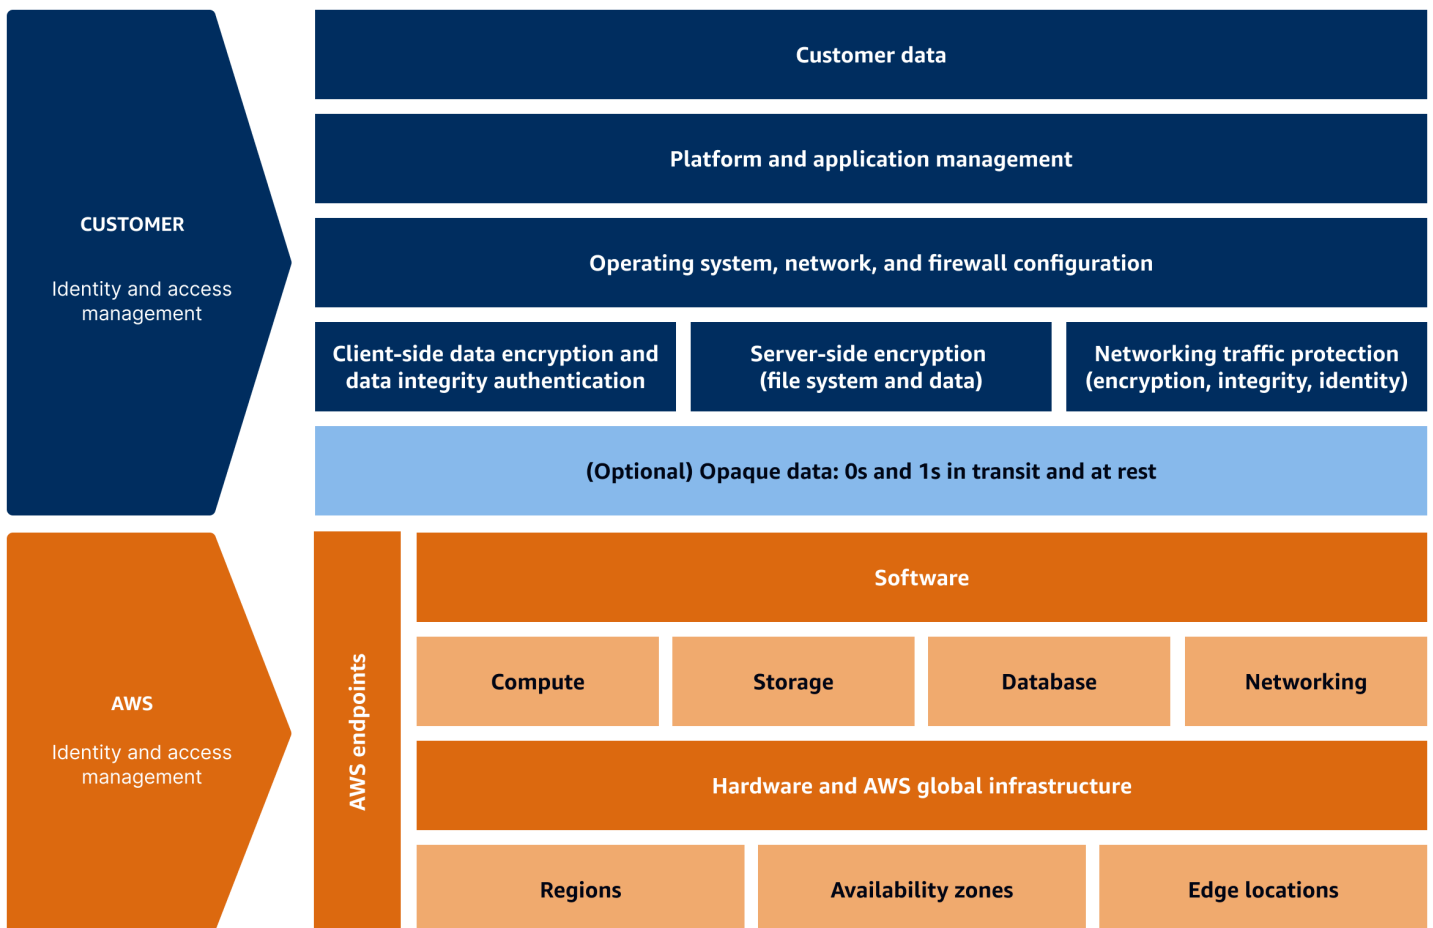 Customer data
Platform and application management
CUSTOMER
Identity and access
management
Operating system, network, and firewall configuration
Client-side data encryption and
data integrity authentication
Server-side encryption
(file system and data)
Networking traffic protection
(encryption, integrity, identity)
(Optional) Opaque data: 0s and 1s in transit and at rest
AWS
Identity and access
management
AWS endpoints
Software
Compute
Storage
Database
Networking
Hardware and AWS global infrastructure
Regions
Availability zones
Edge locations